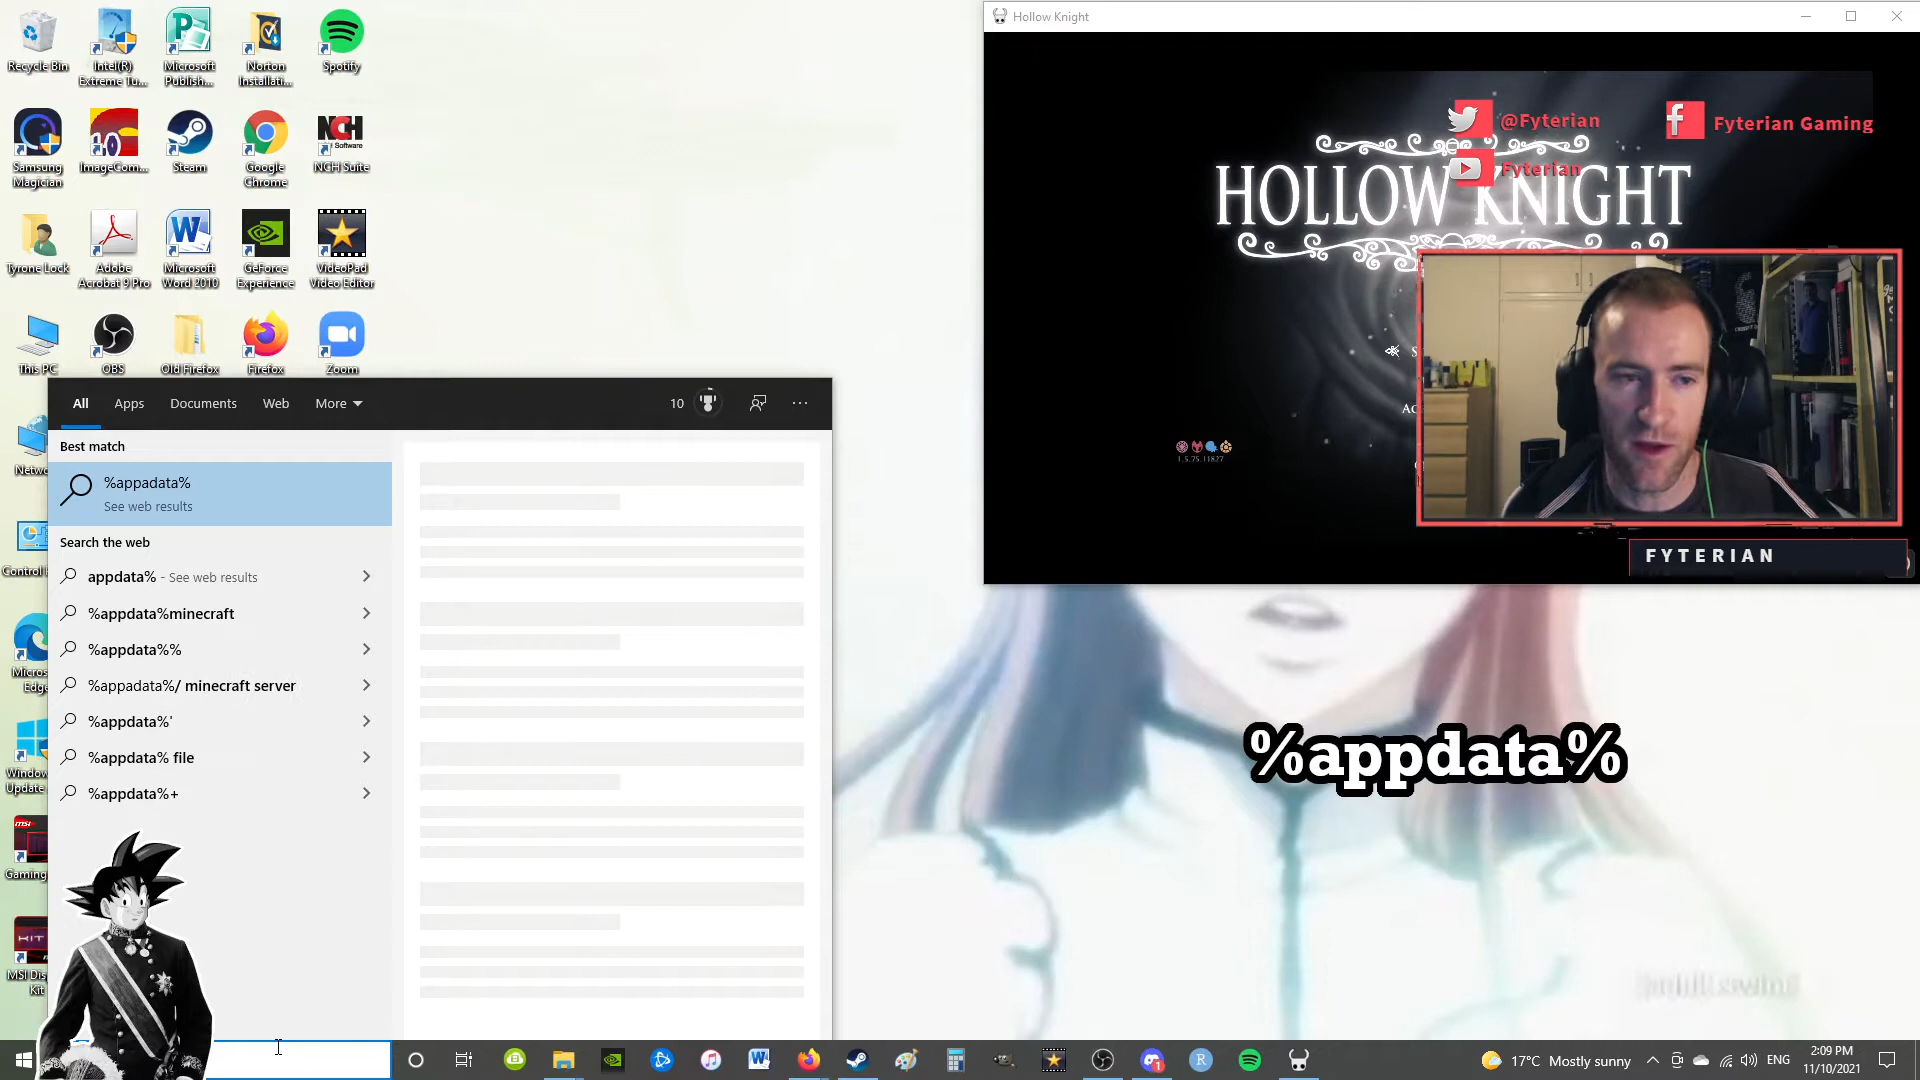 Recycle Bin
Intel(R)
Extreme Tu...
Microsoft
Publish...
Norton
Installati...
Spotify
Samsung
Magician
ImageCom...
Steam
Google
Chrome
NCH Suite
Tyrone Lock
Adobe
Acrobat 9 Pro
Microsoft
Word 2010
GeForce
Experience
VideoPad
Video Editor
This PC
OBS
Old Firefox
Firefox
Zoom
All
Apps
Documents
Web
More
10
Best match
%appadata%
See web results
Search the web
appdata% - See web results
%appdata%minecraft
%appdata%%
%appadata%/ minecraft server
%appdata%'
%appdata% file
%appdata%+
Hollow Knight
@Fyterian
Fyterian Gaming
Fyterian
HOLLOW KNIGHT
1.5.75.11827
FYTERIAN
%appdata%
17°C Mostly sunny
ENG
2:09 PM
11/10/2021